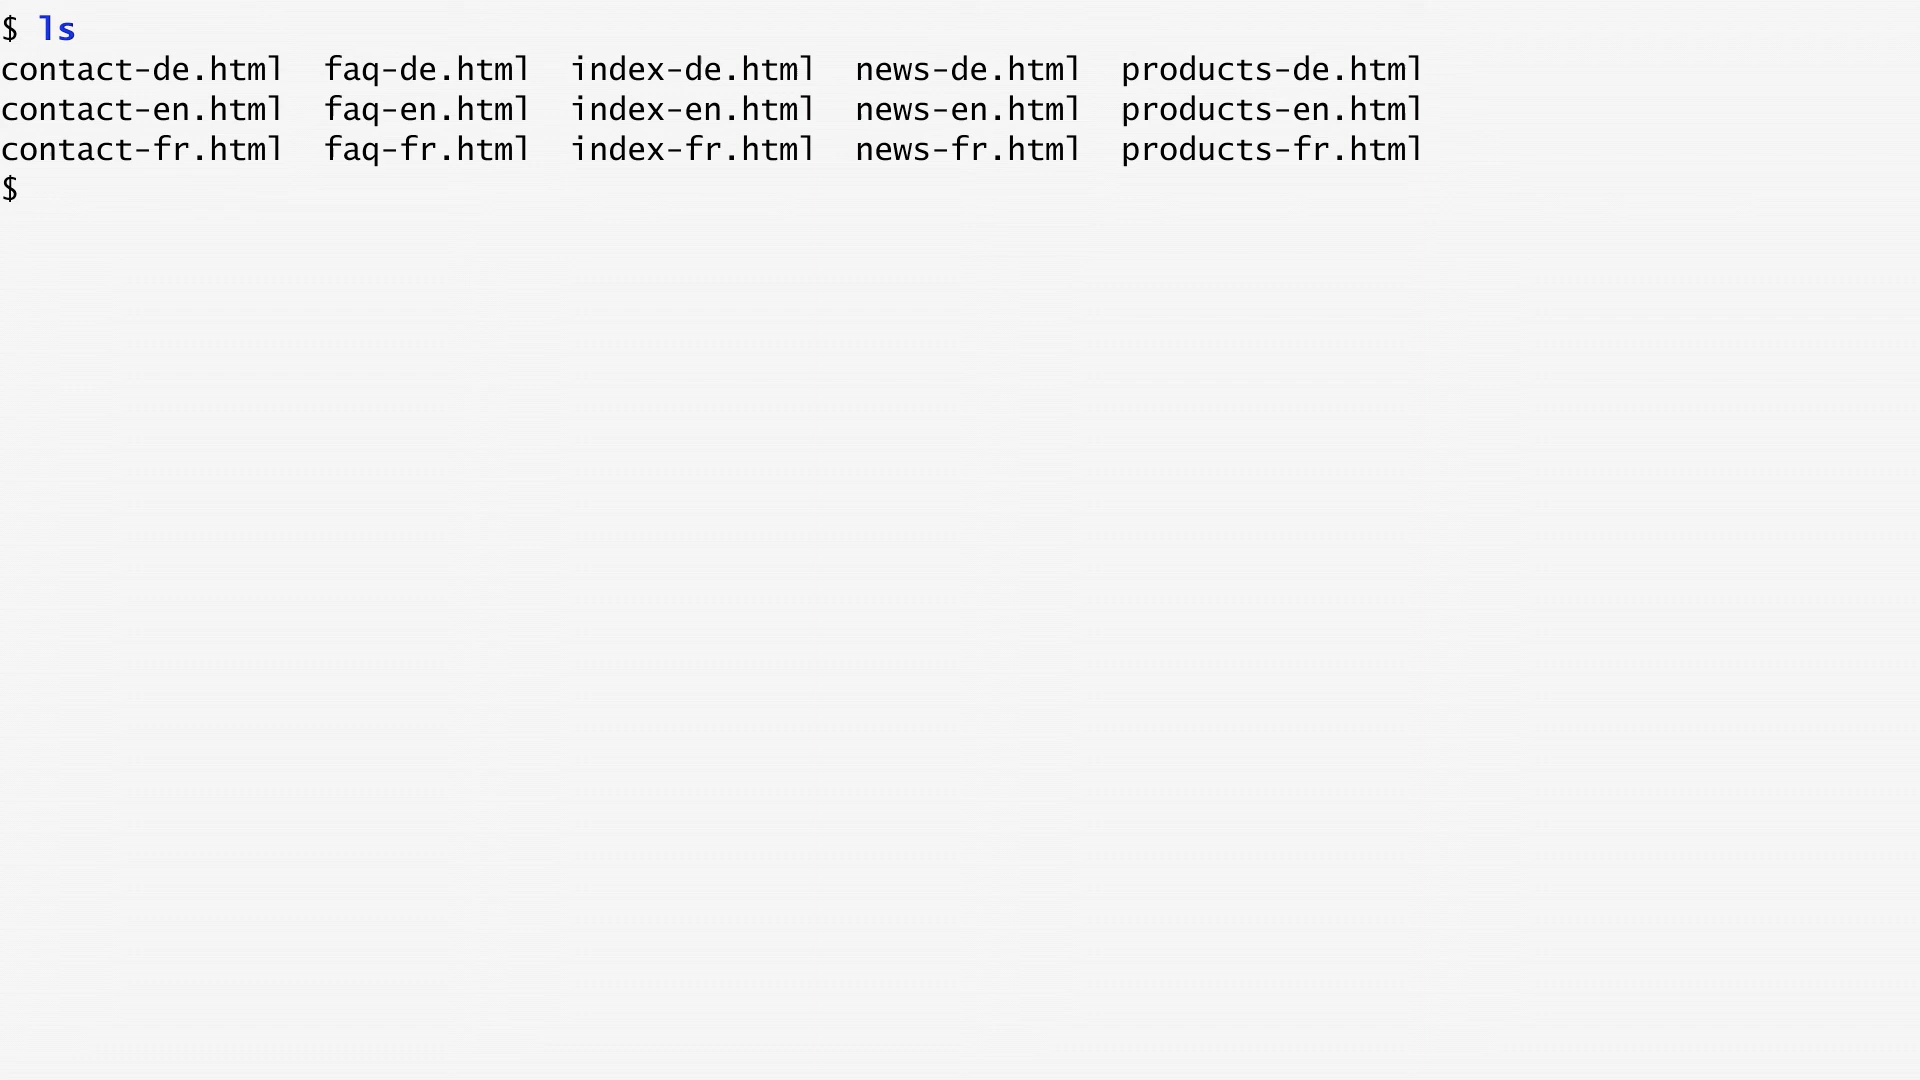 $ ls
contact-de.html  faq-de.html  index-de.html  news-de.html  products-de.html
contact-en.html  faq-en.html  index-en.html  news-en.html  products-en.html
contact-fr.html  faq-fr.html  index-fr.html  news-fr.html  products-fr.html
$